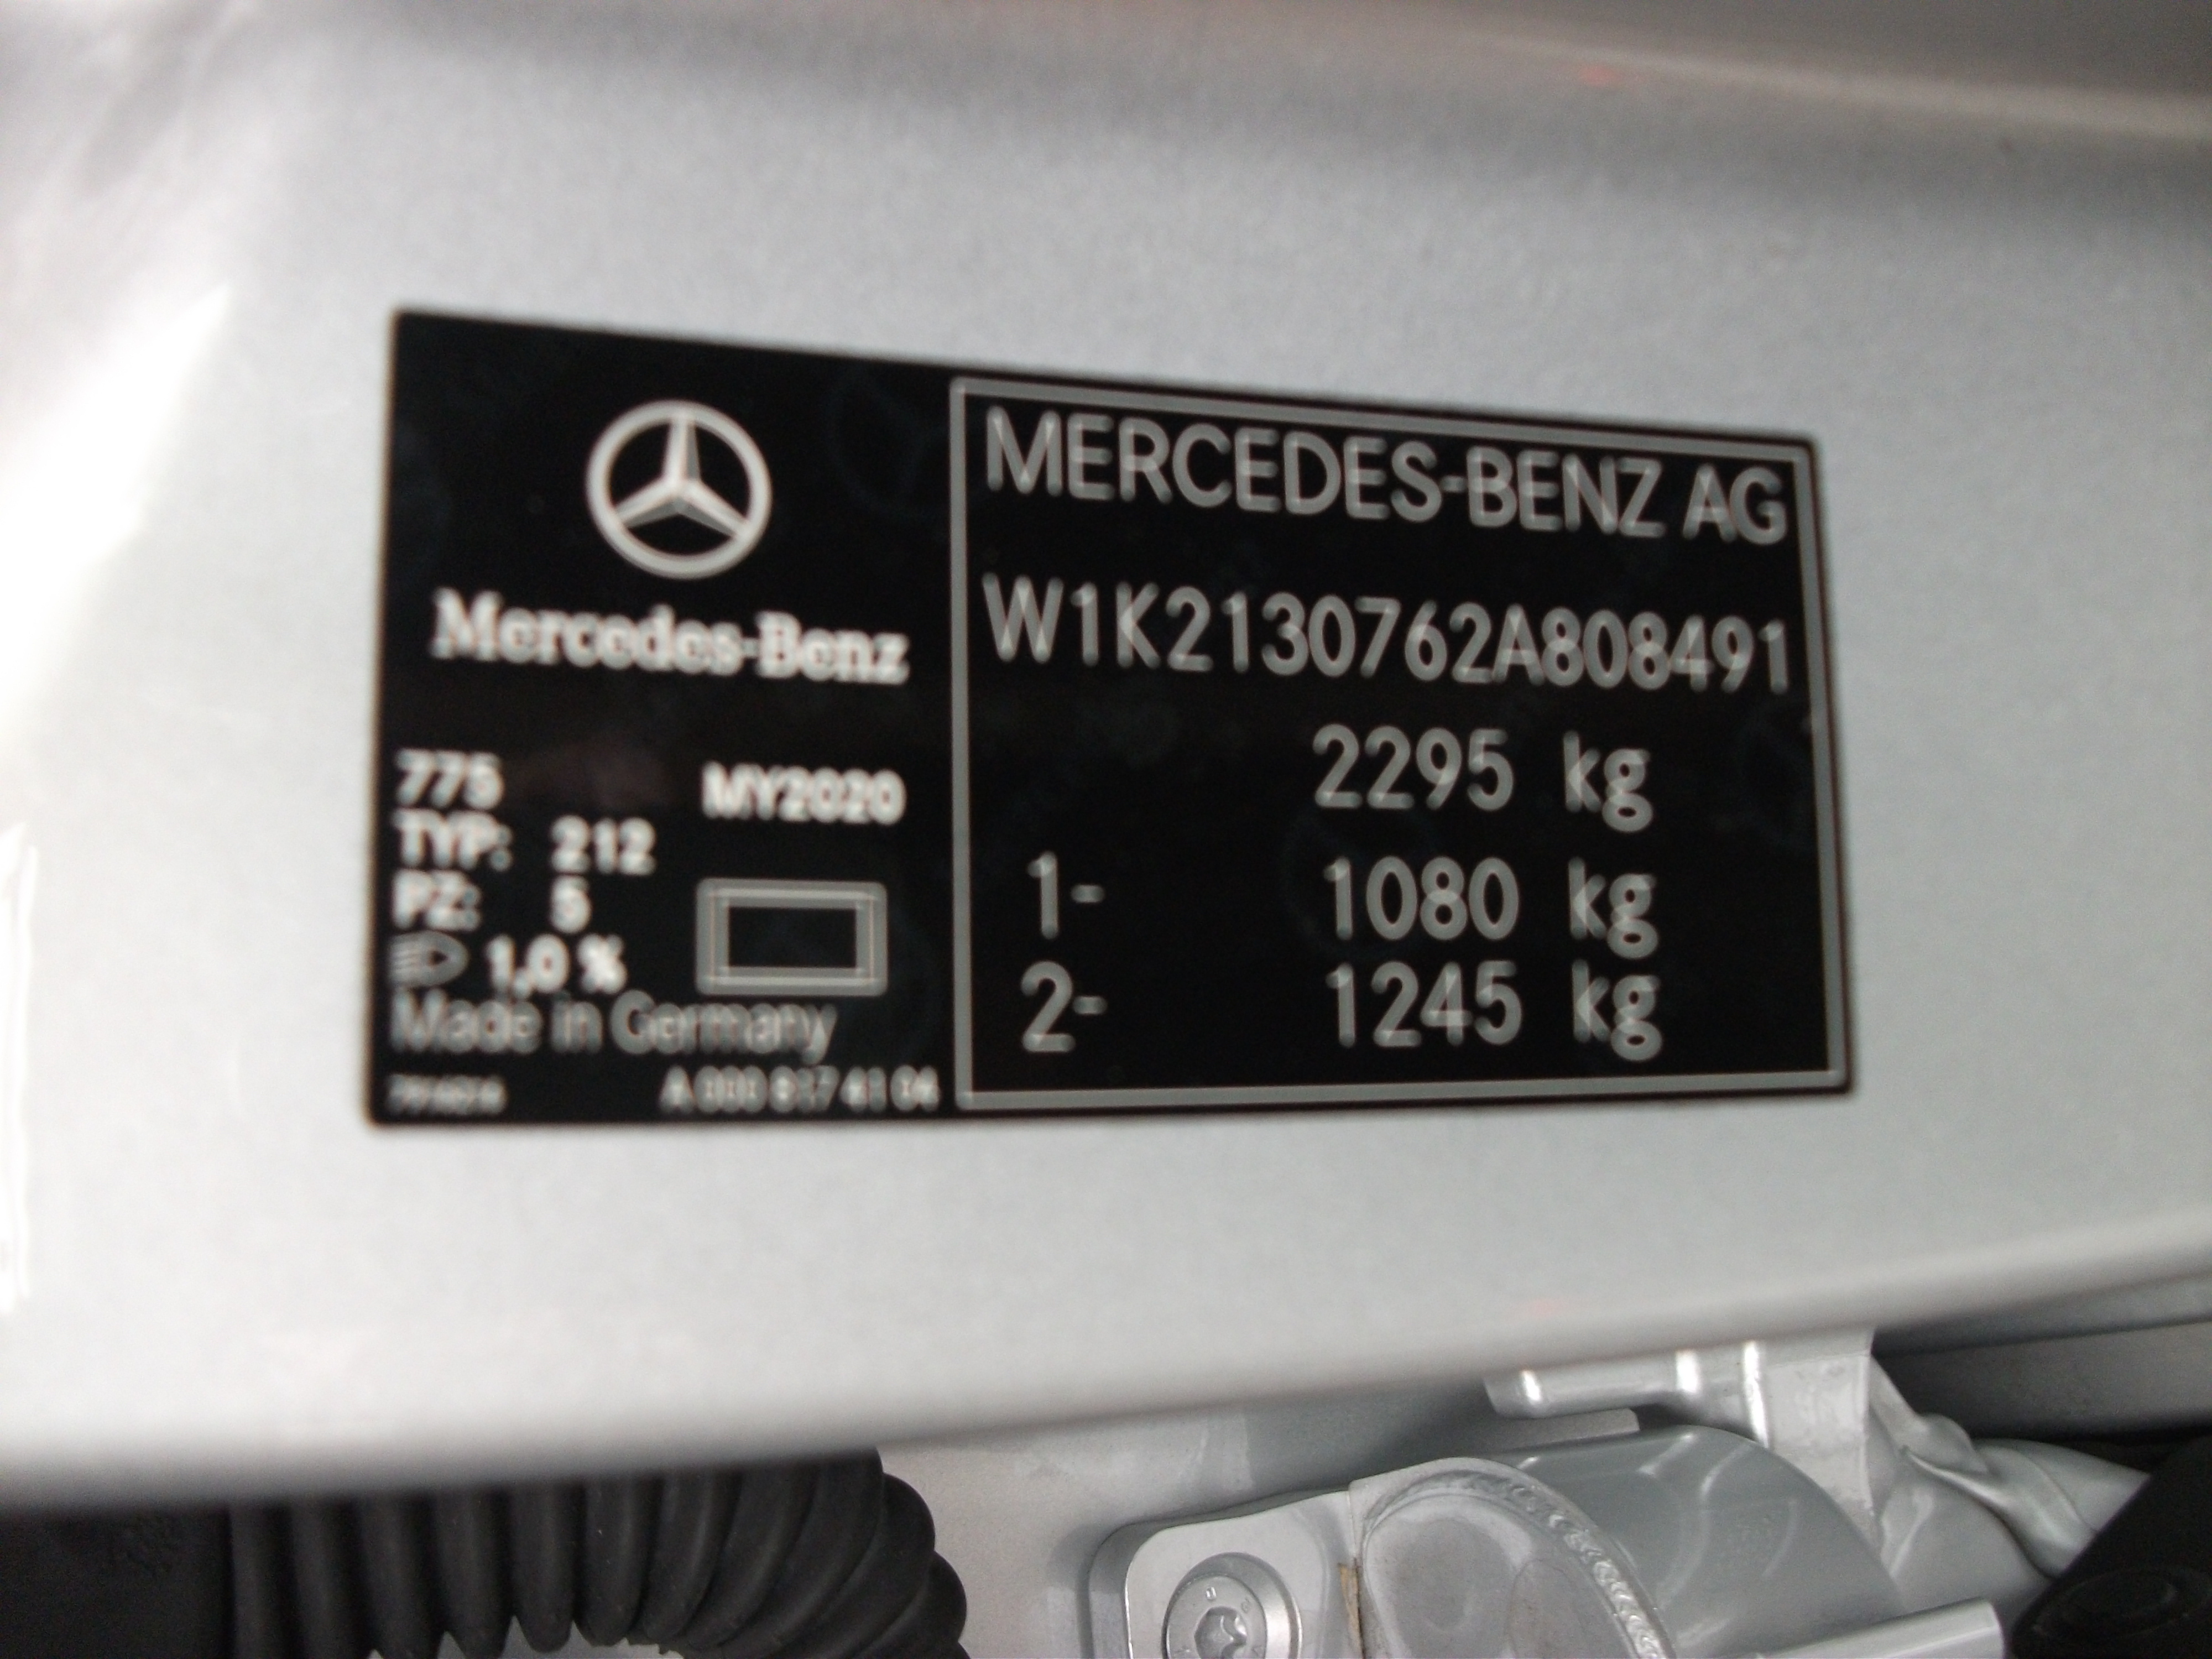 Mercedes-Benz
775 MY2020
TYP: 212
PZ: 5
1,0 %
Made in Germany
MERCEDES-BENZ AG
W1K2130762A808491
2295 kg
1- 1080 kg
2- 1245 kg